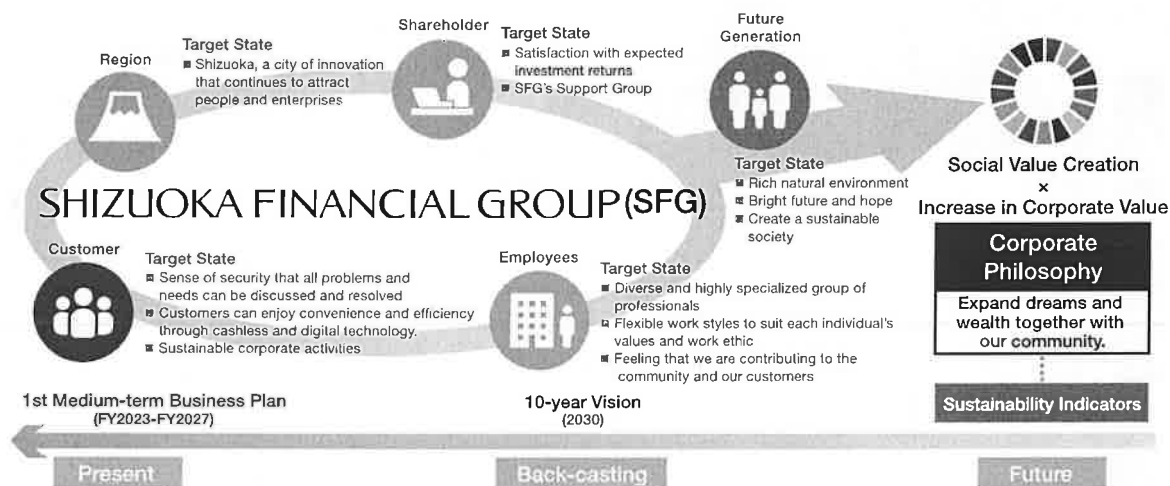 Region
Target State
■ Shizuoka, a city of innovation
that continues to attract
people and enterprises
Shareholder
Target State
■ Satisfaction with expected
investment returns
■ SFG's Support Group
Future
Generation
Target State
■ Rich natural environment
■ Bright future and hope
■ Create a sustainable
society
Social Value Creation
×
Increase in Corporate Value
SHIZUOKA FINANCIAL GROUP (SFG)
Customer
Target State
■ Sense of security that all problems and
needs can be discussed and resolved
■ Customers can enjoy convenience and efficiency
through cashless and digital technology.
■ Sustainable corporate activities
Employees
Target State
■ Diverse and highly specialized group of
professionals
■ Flexible work styles to suit each individual's
values and work ethic
■ Feeling that we are contributing to the
community and our customers
Corporate
Philosophy
Expand dreams and
wealth together with
our community.
Sustainability Indicators
1st Medium-term Business Plan
(FY2023-FY2027)
10-year Vision
(2030)
Present
Back-casting
Future